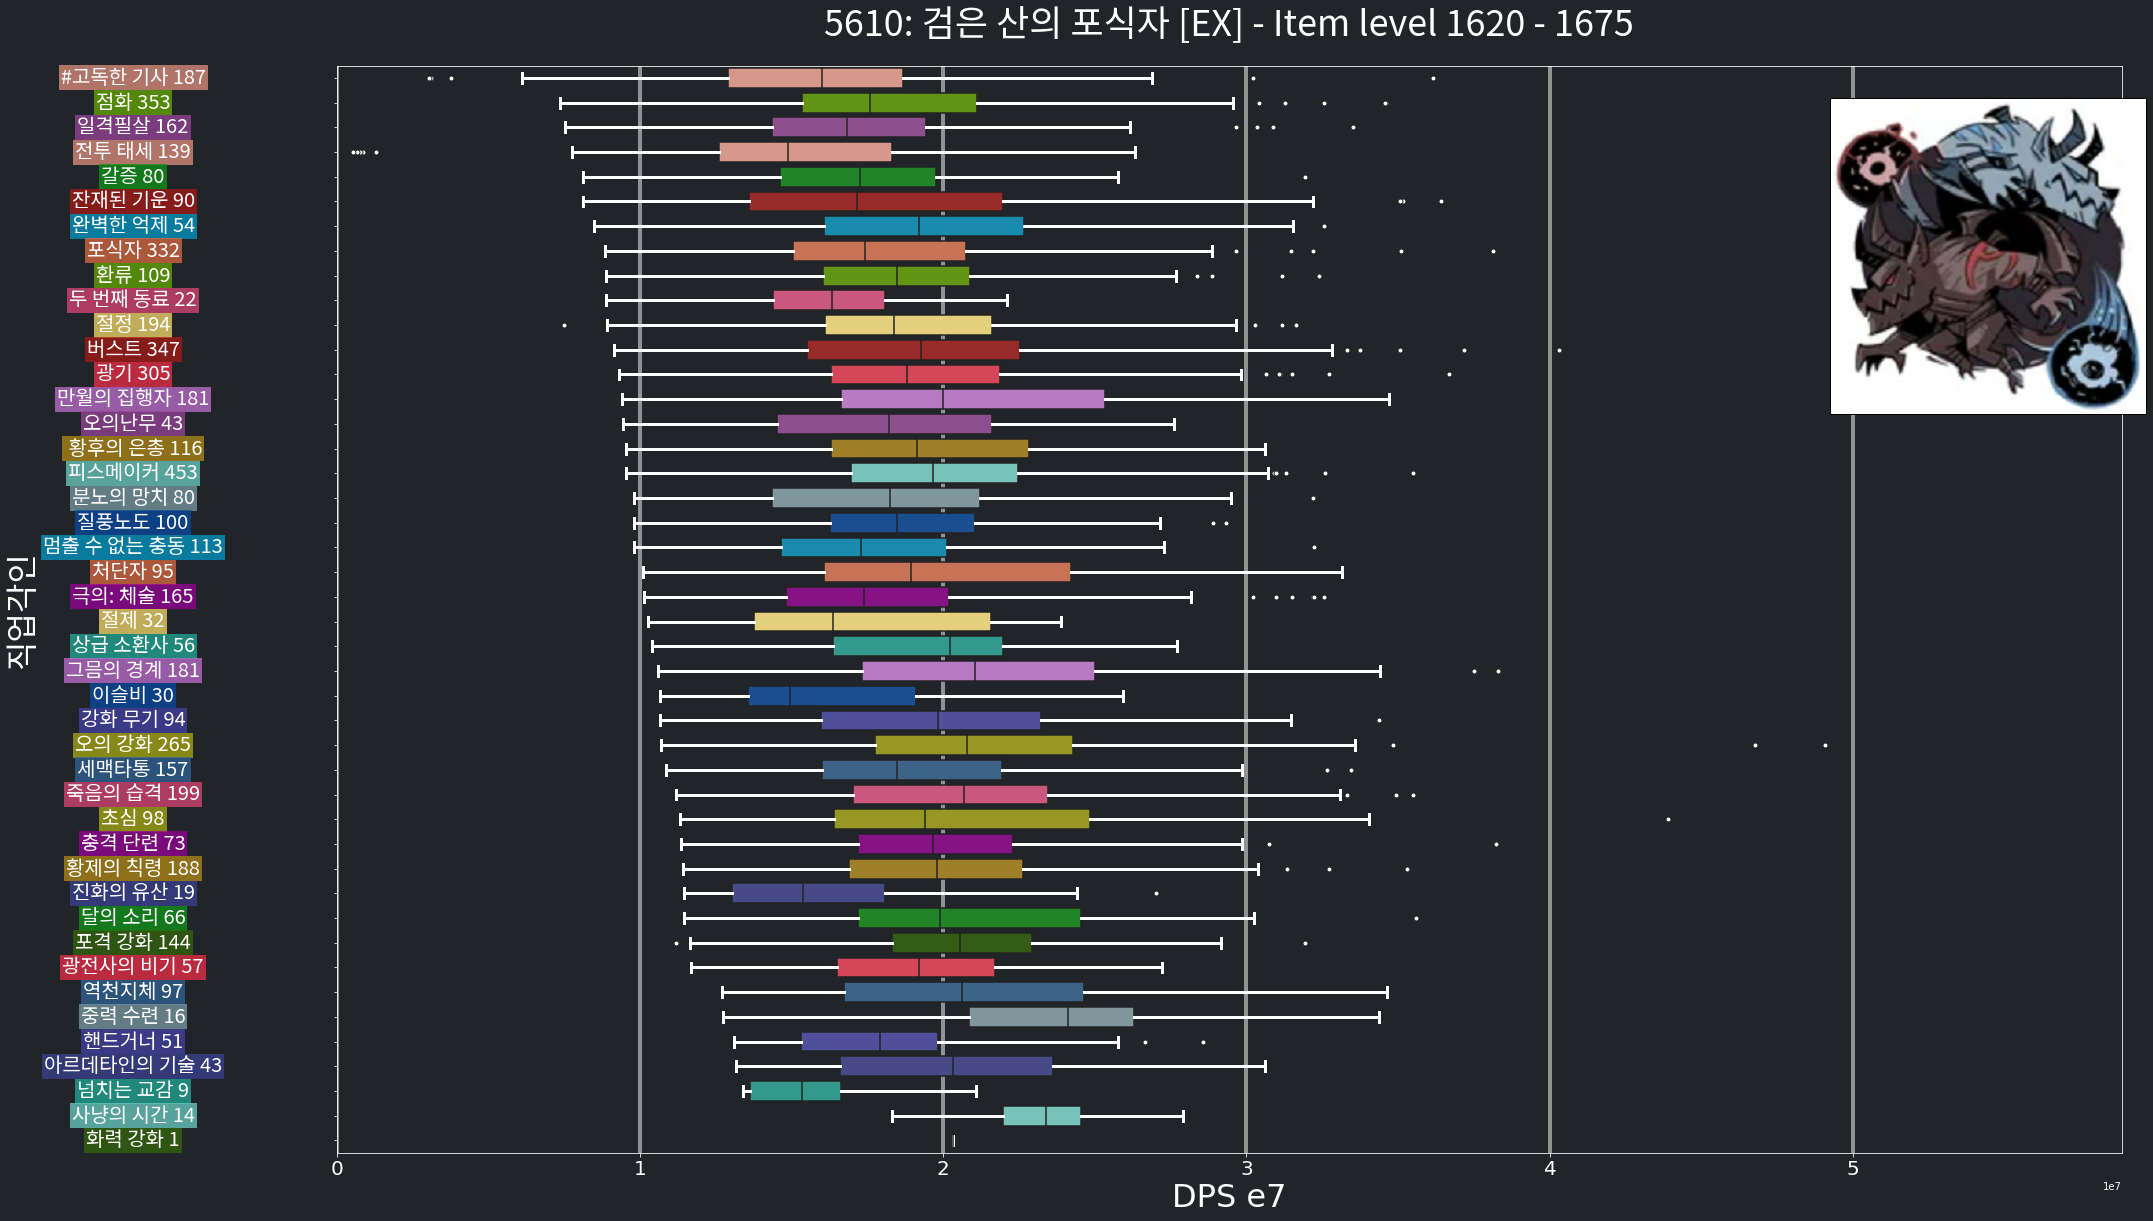 5610: 검은 산의 포식자 [EX] - Item level 1620 - 1675
#고독한 기사 187
점화 353
일격필살 162
전투 태세 139
갈증 80
잔재된 기운 90
완벽한 억제 54
포식자 332
환류 109
두 번째 동료 22
절정 194
버스트 347
광기 305
만월의 집행자 181
오의난무 43
황후의 은총 116
피스메이커 453
분노의 망치 80
질풍노도 100
멈출 수 없는 충동 113
처단자 95
극의: 체술 165
절제 32
상급 소환사 56
그믐의 경계 181
이슬비 30
강화 무기 94
오의 강화 265
세맥타통 157
죽음의 습격 199
초심 98
충격 단련 73
황제의 칙령 188
진화의 유산 19
달의 소리 66
포격 강화 144
광전사의 비기 57
역천지체 97
중력 수련 16
핸드거너 51
아르데타인의 기술 43
넘치는 교감 9
사냥의 시간 14
화력 강화 1
직업각인
0 1 2 3 4 5
DPS e7
1e7